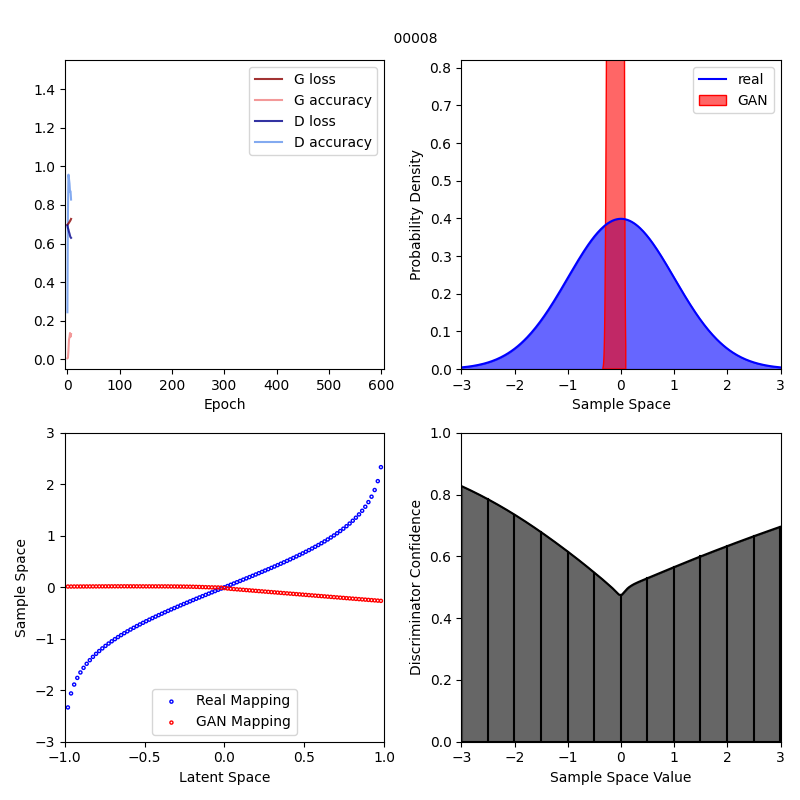 00008
G loss
G accuracy
D loss
D accuracy
1.4
1.2
1.0
0.8
0.6
0.4
0.2
0.0
0 100 200 300 400 500 600
Epoch
real
GAN
0.8
0.7
0.6
0.5
0.4
0.3
0.2
0.1
0.0
Probability Density
−3 −2 −1 0 1 2 3
Sample Space
3
2
1
0
−1
−2
−3
Sample Space
Real Mapping
GAN Mapping
−1.0 −0.5 0.0 0.5 1.0
Latent Space
1.0
0.8
0.6
0.4
0.2
0.0
Discriminator Confidence
−3 −2 −1 0 1 2 3
Sample Space Value